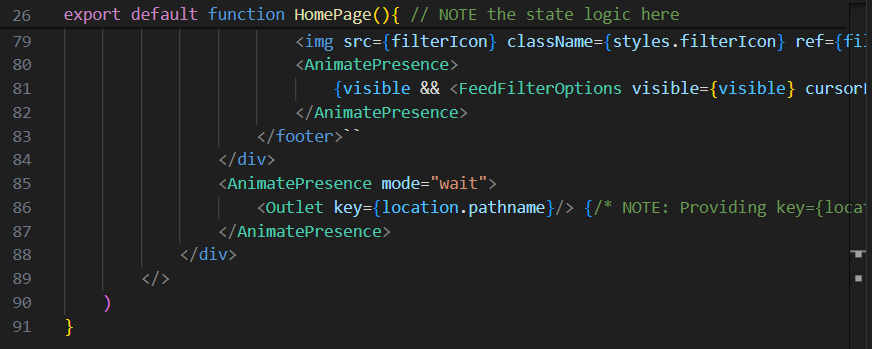 26 export default function HomePage(){ // NOTE the state logic here
79 <img src={filterIcon} className={styles.filterIcon} ref={fil
80 <AnimatePresence>
81 {visible && <FeedFilterOptions visible={visible} cursor
82 </AnimatePresence>
83 </footer>``
84 </div>
85 <AnimatePresence mode="wait">
86 <Outlet key={location.pathname}/> {/* NOTE: Providing key={loca
87 </AnimatePresence>
88 </div>
89 </>
90 )
91 }